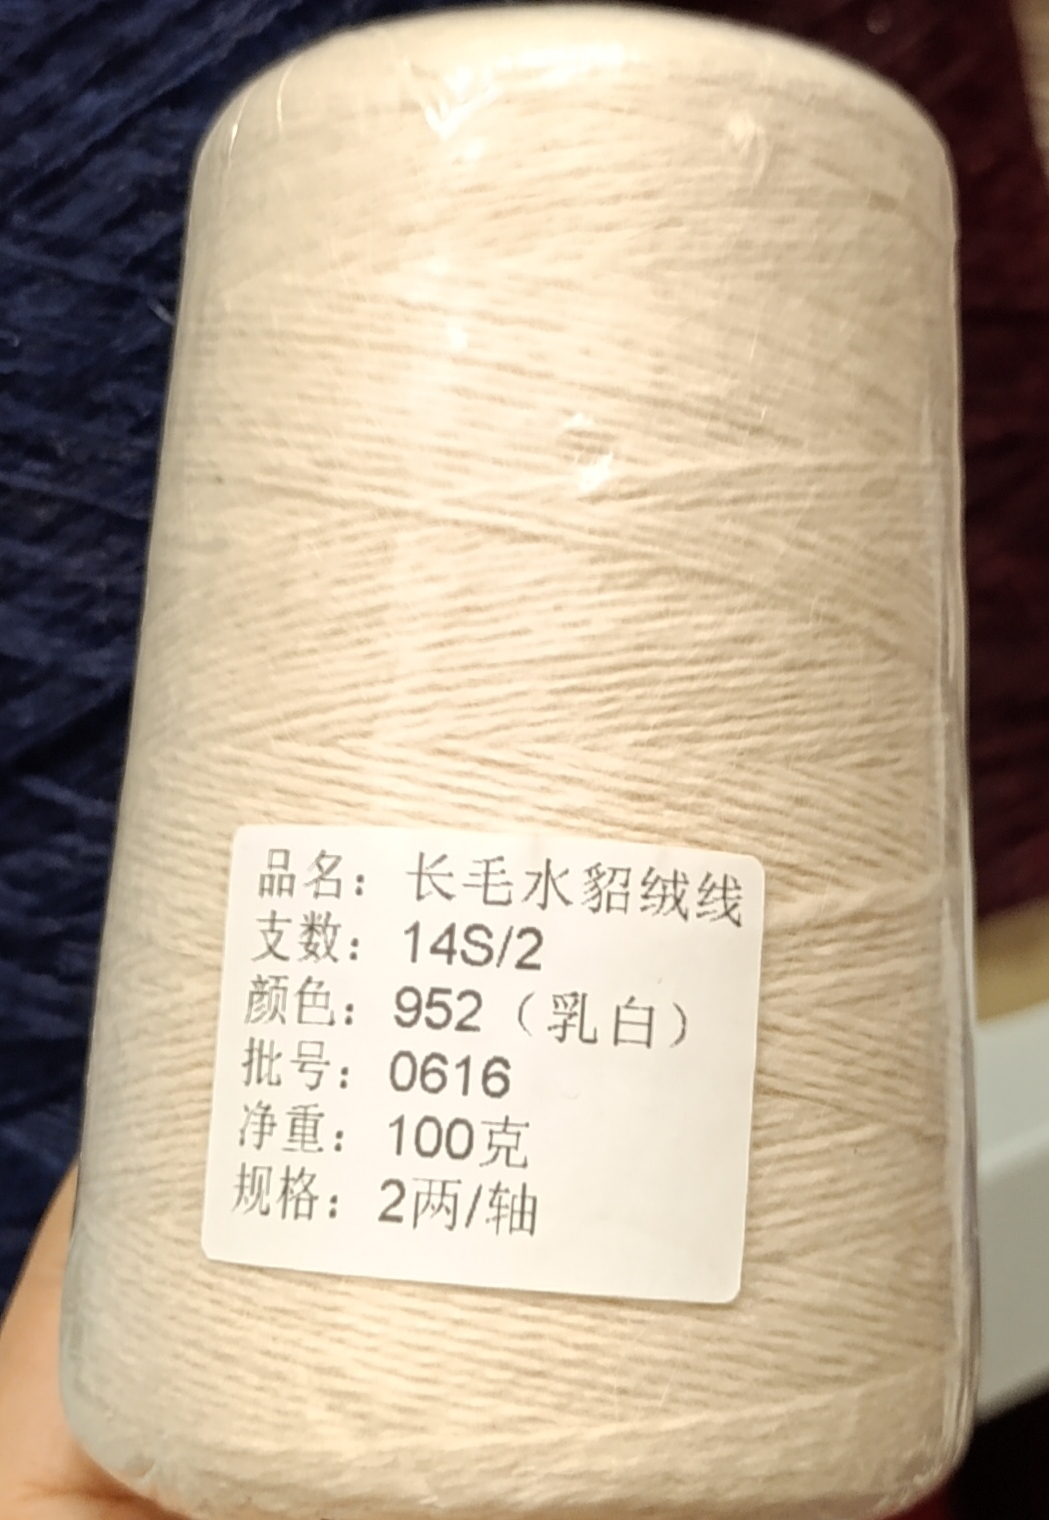 品名：长毛水貂绒线
支数：14S/2
颜色：952（乳白）
批号：0616
净重：100克
规格：2两/轴